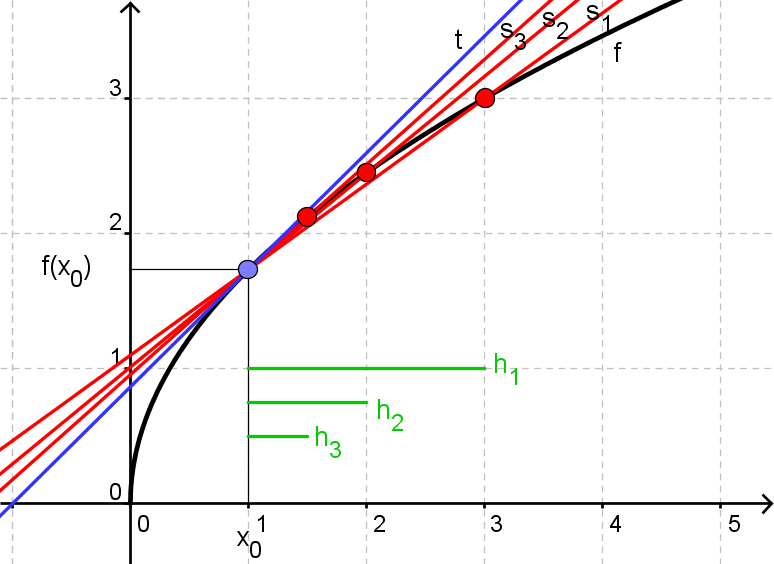 t s₃ s₂ s₁
f
3
2
f(x₀)
1
h₁
h₂
h₃
0
0 1 2 3 4 5
x₀